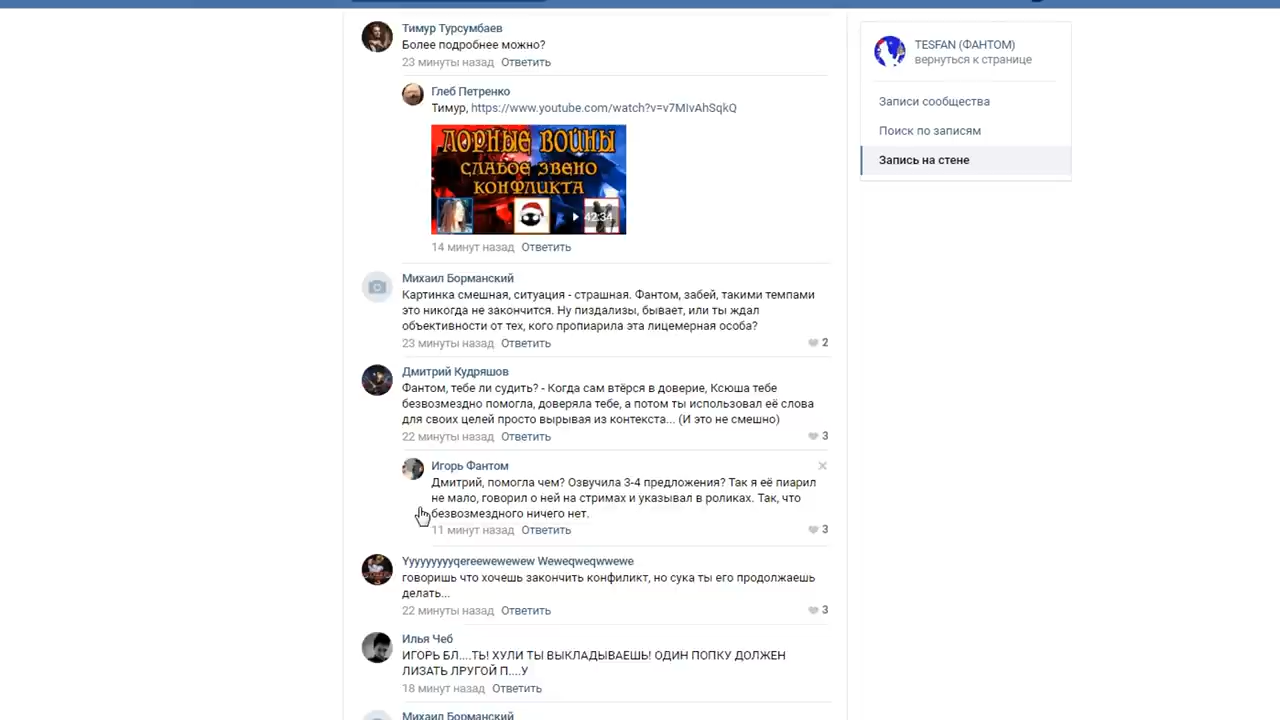 Тимур Турсумбаев
Более подробнее можно?
23 минуты назад Ответить
Глеб Петренко
Тимур, https://www.youtube.com/watch?v=v7MIvAhSqkQ
ЛОРНЫЕ ВОЙНЫ
СЛАБОЕ ЗВЕНО
КОНФЛИКТА
42:34
14 минут назад Ответить
Михаил Борманский
Картинка смешная, ситуация - страшная. Фантом, забей, такими темпами
это никогда не закончится. Ну пиздализы, бывает, или ты ждал
объективности от тех, кого пропиарила эта лицемерная особа?
23 минуты назад Ответить 2
Дмитрий Кудряшов
Фантом, тебе ли судить? - Когда сам втёрся в доверие, Ксюша тебе
безвозмездно помогла, доверяла тебе, а потом ты использовал её слова
для своих целей просто вырывая из контекста... (И это не смешно)
22 минуты назад Ответить 3
Игорь Фантом
Дмитрий, помогла чем? Озвучила 3-4 предложения? Так я её пиарил
не мало, говорил о ней на стримах и указывал в роликах. Так, что
безвозмездного ничего нет.
11 минут назад Ответить 3
Yyyyyyyyqereewewewew Weweqweqwwewe
говоришь что хочешь закончить конфиликт, но сука ты его продолжаешь
делать...
22 минуты назад Ответить 3
Илья Чеб
ИГОРЬ БЛ....ТЬ! ХУЛИ ТЫ ВЫКЛАДЫВАЕШЬ! ОДИН ПОПКУ ДОЛЖЕН
ЛИЗАТЬ ЛРУГОЙ П....У
18 минут назад Ответить
Михаил Борманский
TESFAN (ФАНТОМ)
вернуться к странице
Записи сообщества
Поиск по записям
Запись на стене